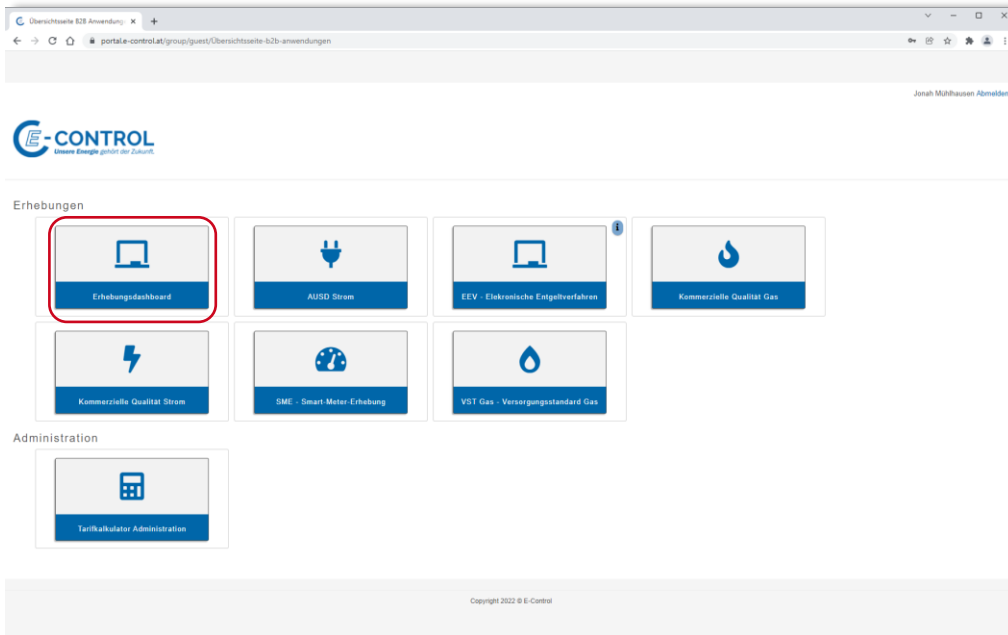 Übersichtsseite B2B Anwendung
portal.e-control.at/group/guest/Übersichtsseite-b2b-anwendungen
Jonah Mühlhausen Abmelden
E-CONTROL
Unsere Energie gehört der Zukunft.
Erhebungen
Erhebungsdashboard
AUSD Strom
EEV - Elekronische Entgeltverfahren
Kommerzielle Qualität Gas
Kommerzielle Qualität Strom
SME - Smart-Meter-Erhebung
VST Gas - Versorgungsstandard Gas
Administration
Tarifkalkulator Administration
Copyright 2022 © E-Control